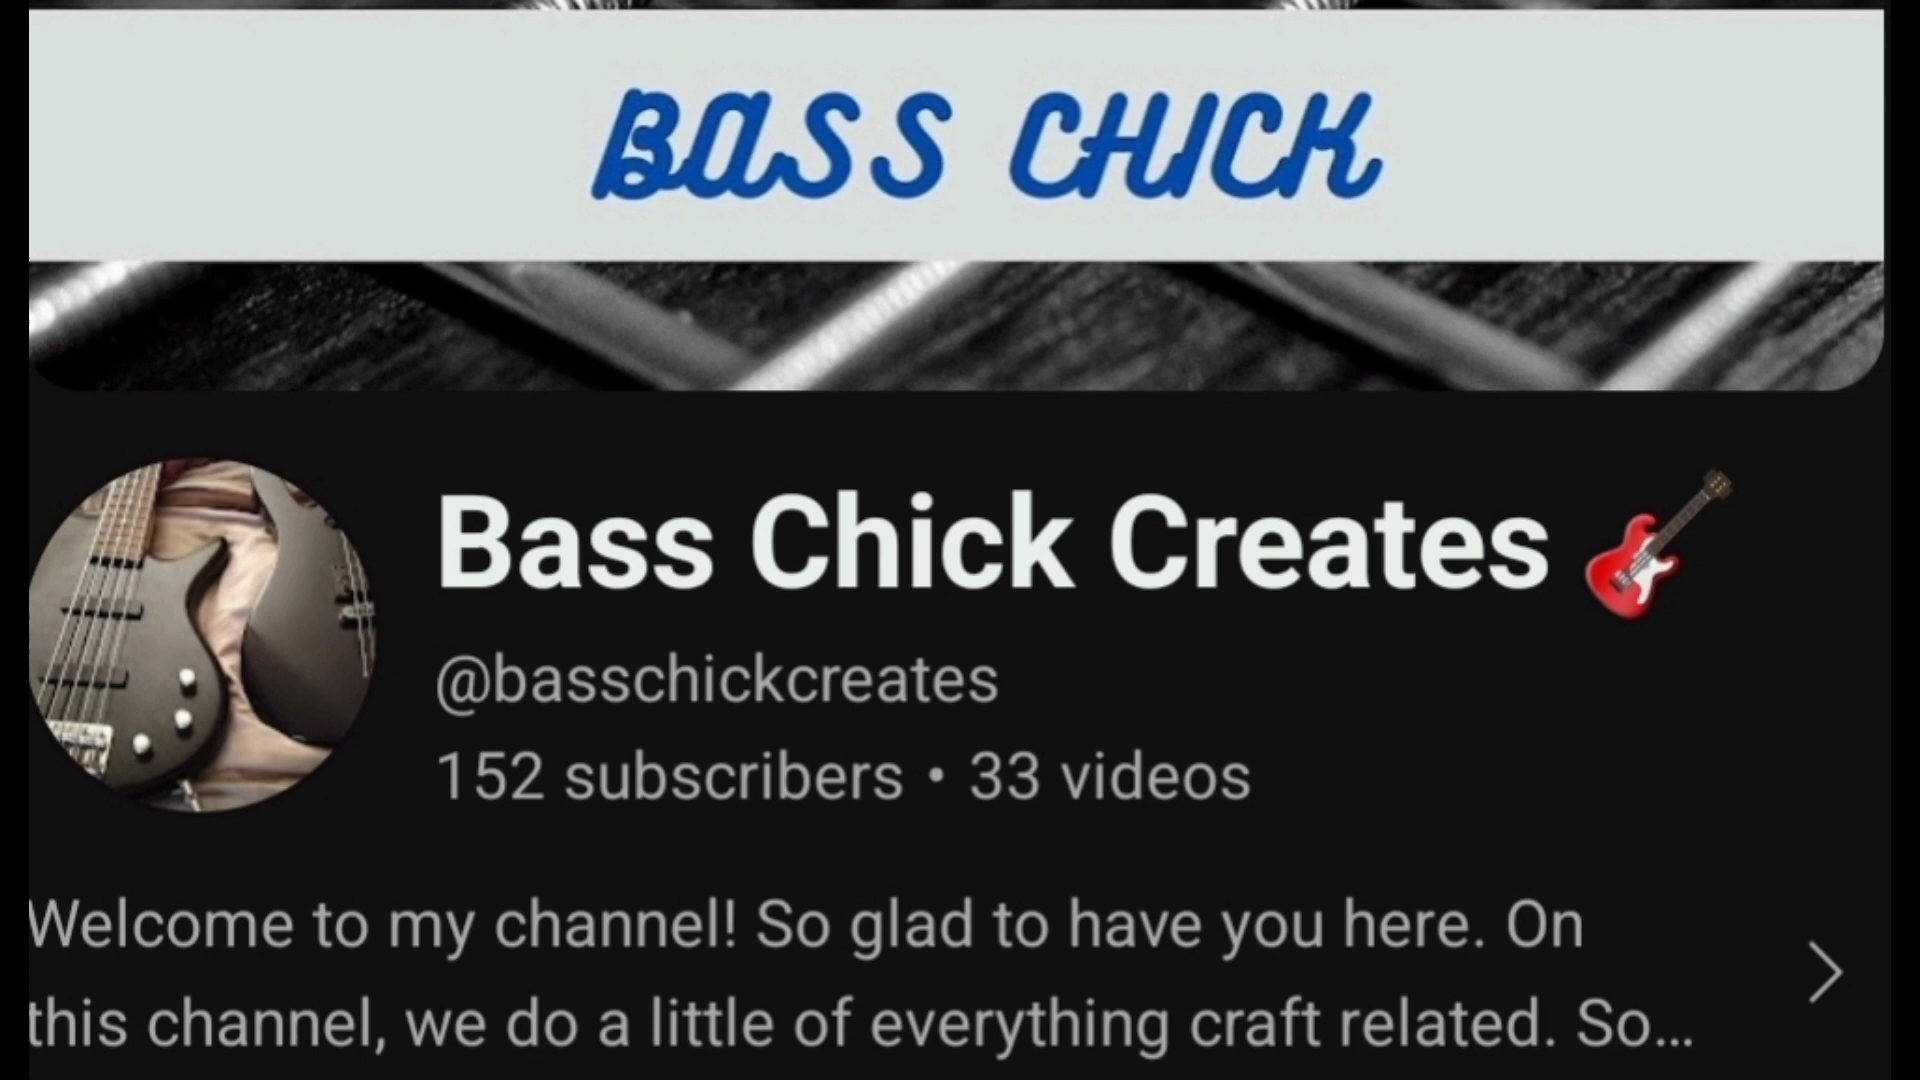 BASS CHICK
Bass Chick Creates 🎸
@basschickcreates
152 subscribers • 33 videos
Welcome to my channel! So glad to have you here. On
this channel, we do a little of everything craft related. So...